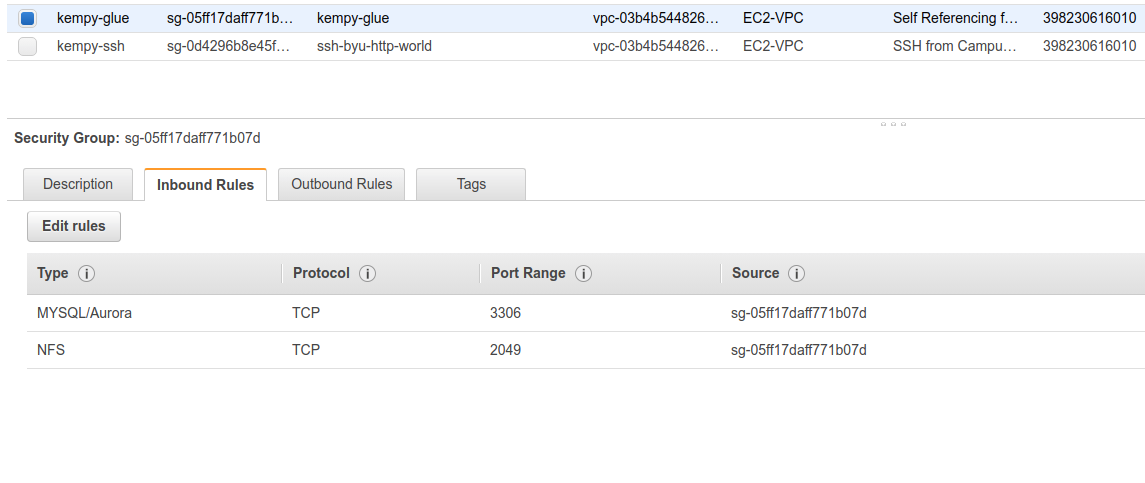 kempy-glue sg-05ff17daff771b... kempy-glue vpc-03b4b544826... EC2-VPC Self Referencing f... 398230616010
kempy-ssh sg-0d4296b8e45f... ssh-byu-http-world vpc-03b4b544826... EC2-VPC SSH from Campu... 398230616010
Security Group: sg-05ff17daff771b07d
Description Inbound Rules Outbound Rules Tags
Edit rules
Type i Protocol i Port Range i Source i
MYSQL/Aurora TCP 3306 sg-05ff17daff771b07d
NFS TCP 2049 sg-05ff17daff771b07d